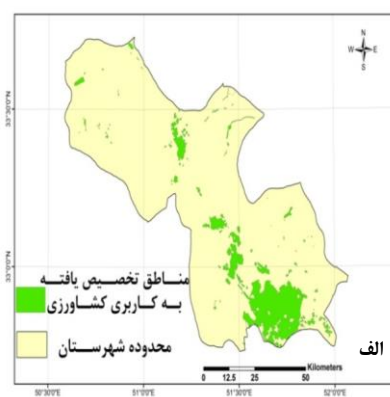 N
W E
S
33°30'0"N
33°0'0"N
مناطق تخصیص یافته
به کاربری کشاورزی
محدوده شهرستان
الف
Kilometers
0 12.5 25 50
50°30'0"E 51°0'0"E 51°30'0"E 52°0'0"E